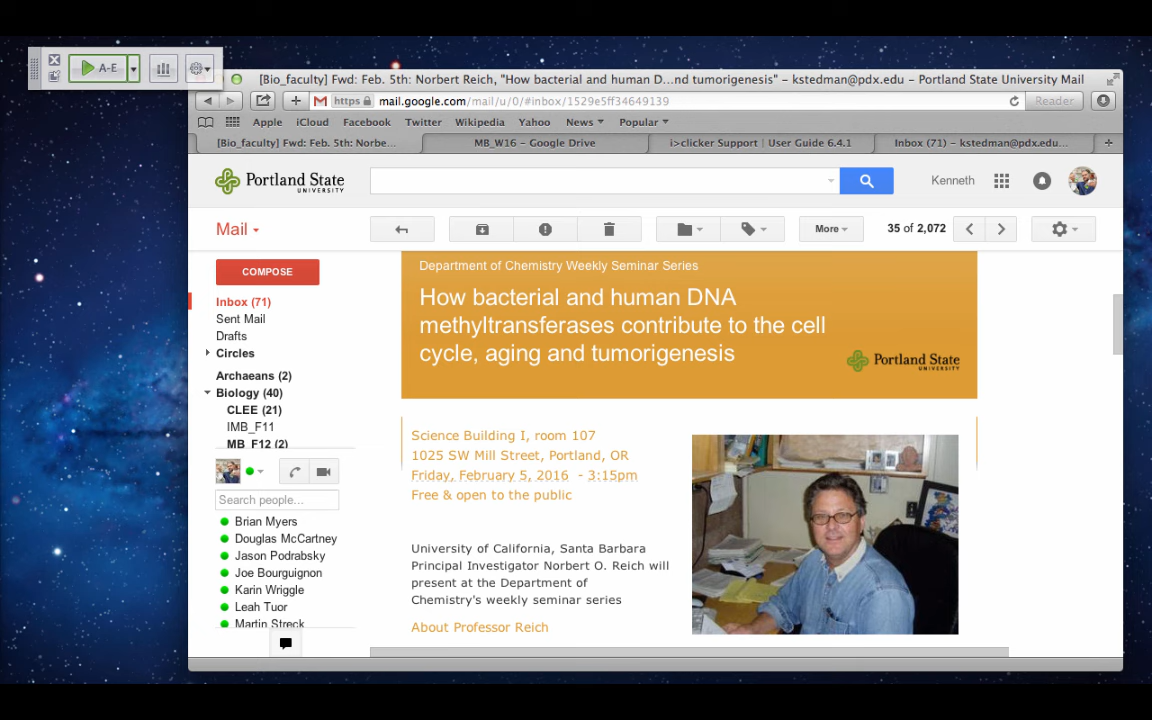 A-E
[Bio_faculty] Fwd: Feb. 5th: Norbert Reich, "How bacterial and human D...nd tumorigenesis" - kstedman@pdx.edu - Portland State University Mail
https mail.google.com/mail/u/0/#inbox/1529e5ff34649139
Reader
Apple iCloud Facebook Twitter Wikipedia Yahoo News Popular
[Bio_faculty] Fwd: Feb. 5th: Norbe... MB_W16 - Google Drive i>clicker Support | User Guide 6.4.1 Inbox (71) - kstedman@pdx.edu...
Portland State
UNIVERSITY
Kenneth
Mail
More
35 of 2,072
COMPOSE
Inbox (71)
Sent Mail
Drafts
Circles
Archaeans (2)
Biology (40)
CLEE (21)
IMB_F11
MB_F12 (2)
Search people...
Brian Myers
Douglas McCartney
Jason Podrabsky
Joe Bourguignon
Karin Wriggle
Leah Tuor
Martin Streck
Department of Chemistry Weekly Seminar Series
How bacterial and human DNA
methyltransferases contribute to the cell
cycle, aging and tumorigenesis
Portland State
UNIVERSITY
Science Building I, room 107
1025 SW Mill Street, Portland, OR
Friday, February 5, 2016 - 3:15pm
Free & open to the public
University of California, Santa Barbara
Principal Investigator Norbert O. Reich will
present at the Department of
Chemistry's weekly seminar series
About Professor Reich